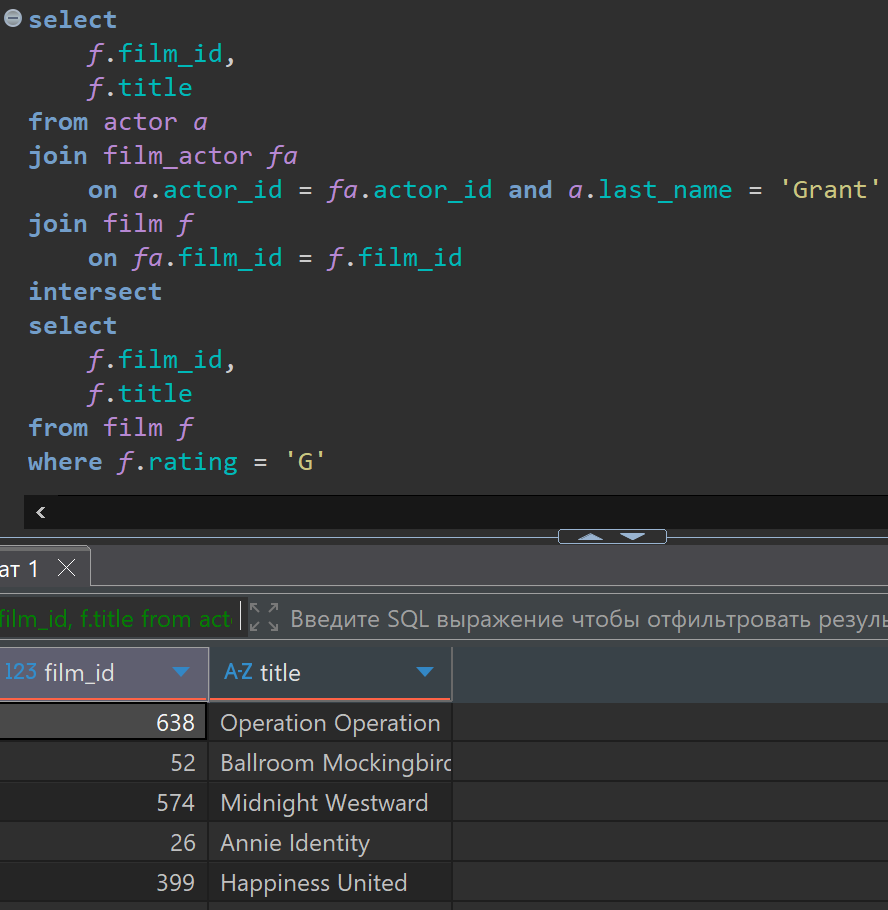 select
f.film_id,
f.title
from actor a
join film_actor fa
on a.actor_id = fa.actor_id and a.last_name = 'Grant'
join film f
on fa.film_id = f.film_id
intersect
select
f.film_id,
f.title
from film f
where f.rating = 'G'
ат 1
film_id, f.title from act
Введите SQL выражение чтобы отфильтровать резуль
123 film_id A-Z title
638 Operation Operation
52 Ballroom Mockingbird
574 Midnight Westward
26 Annie Identity
399 Happiness United